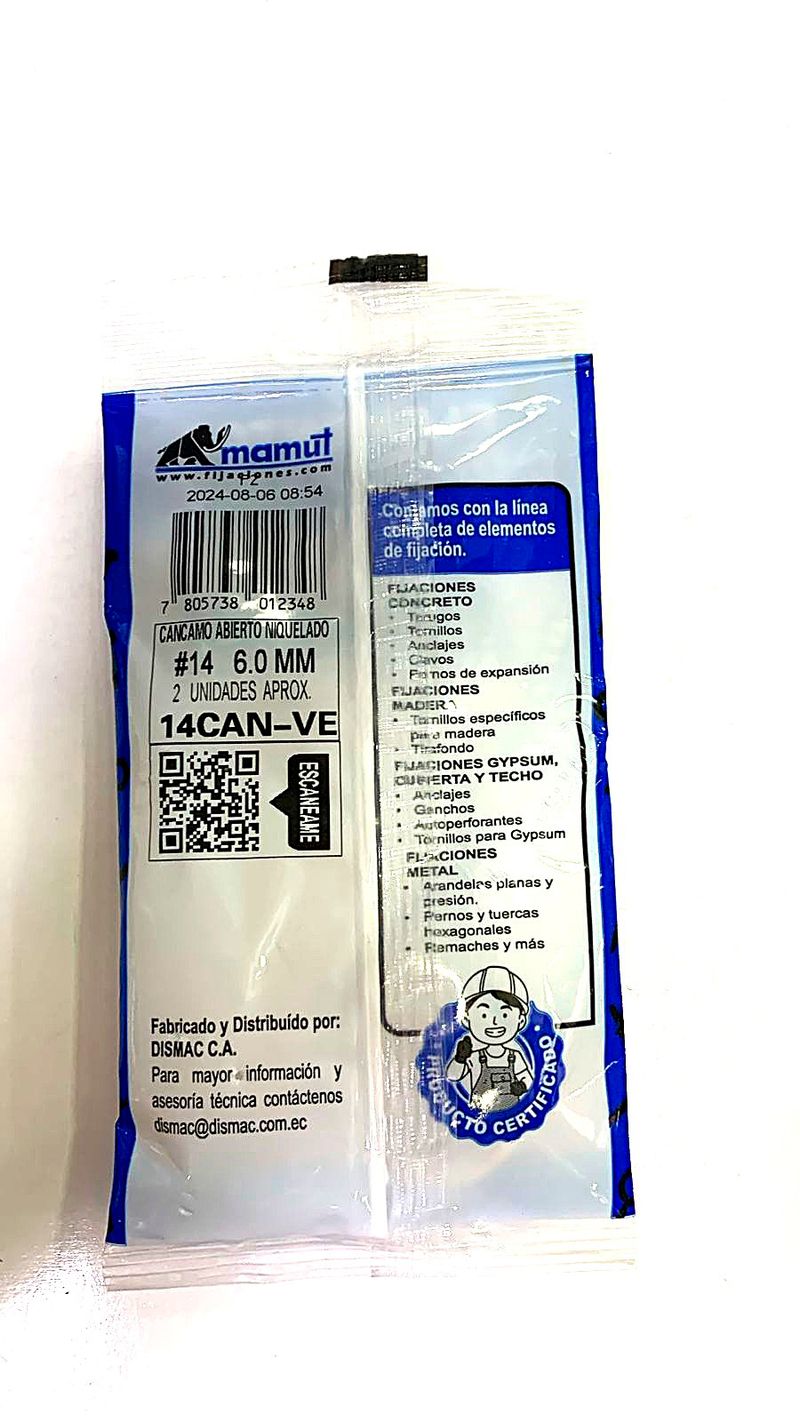 mamut
www.fijaciones.com
2024-08-06 08:54
7 805738 012348
CANCAMO ABIERTO NIQUELADO
#14 6.0 MM
2 UNIDADES APROX.
14CAN-VE
ESCANEAME
Fabricado y Distribuído por:
DISMAC C.A.
Para mayor información y
asesoría técnica contáctenos
dismac@dismac.com.ec
Contamos con la línea
completa de elementos
de fijación.
FIJACIONES
CONCRETO
• Tarugos
• Tornillos
• Anclajes
• Clavos
• Pernos de expansión
FIJACIONES
MADERA
• Tornillos específicos
para madera
• Tirafondo
FIJACIONES GYPSUM,
CUBIERTA Y TECHO
• Anclajes
• Ganchos
• Autoperforantes
• Tornillos para Gypsum
FIJACIONES
METAL
• Arandelas planas y
presión.
• Pernos y tuercas
hexagonales
• Remaches y más
PRODUCTO CERTIFICADO